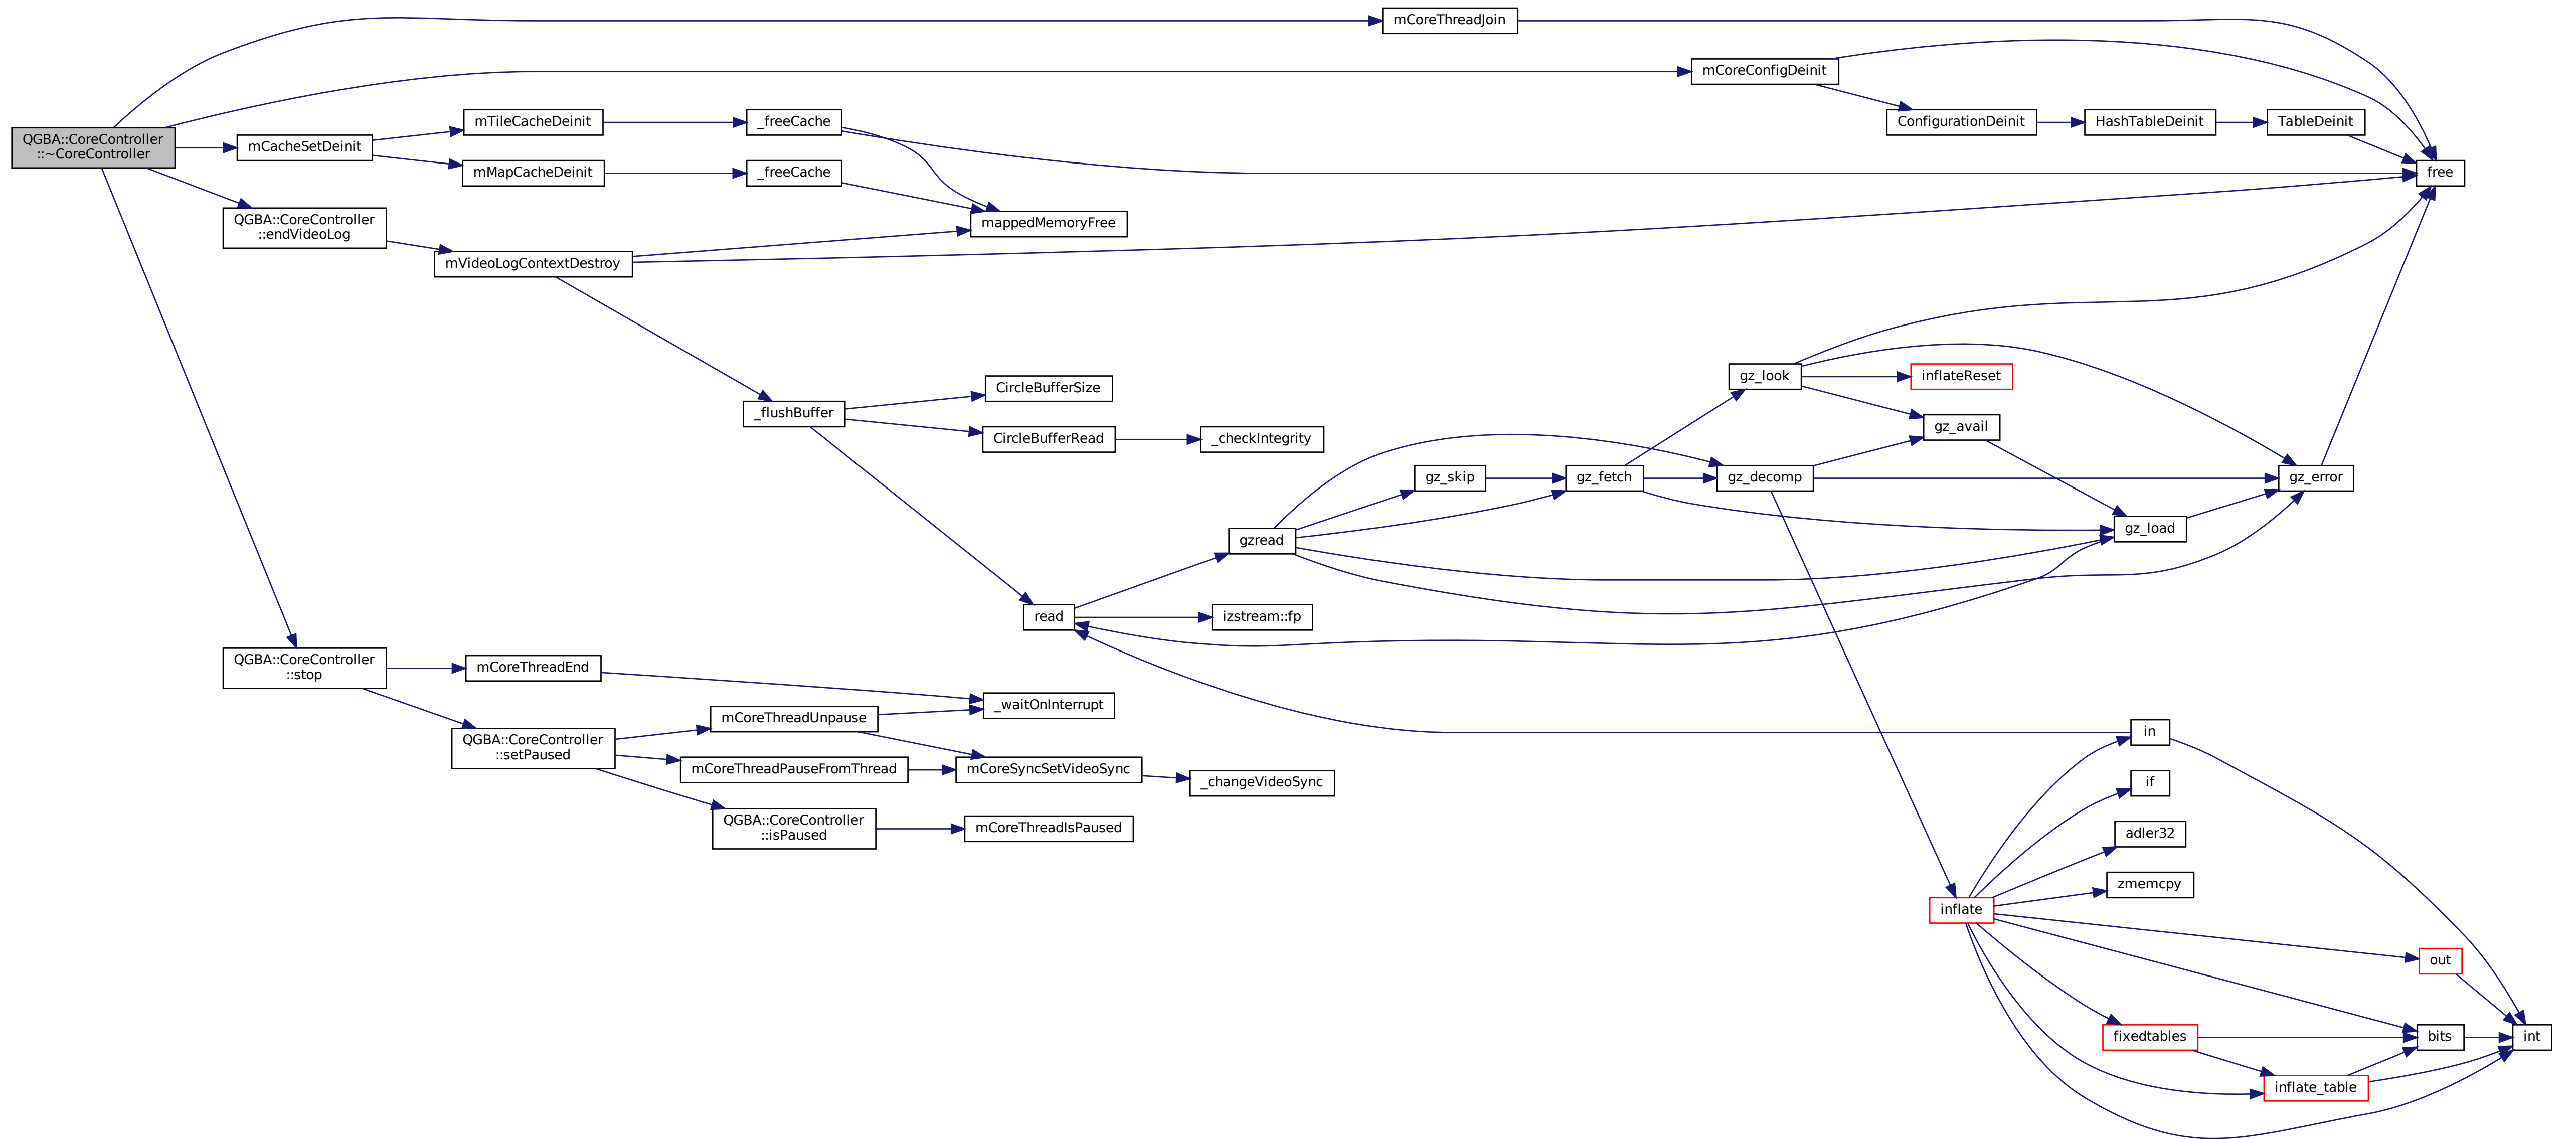 QGBA::CoreController
::~CoreController
mCoreThreadJoin
mCoreConfigDeinit
mCacheSetDeinit
mTileCacheDeinit
_freeCache
ConfigurationDeinit
HashTableDeinit
TableDeinit
free
mMapCacheDeinit
_freeCache
mappedMemoryFree
QGBA::CoreController
::endVideoLog
mVideoLogContextDestroy
_flushBuffer
CircleBufferSize
CircleBufferRead
_checkIntegrity
gz_look
inflateReset
gz_avail
gz_skip
gz_fetch
gz_decomp
gz_error
gzread
gz_load
read
izstream::fp
QGBA::CoreController
::stop
mCoreThreadEnd
_waitOnInterrupt
QGBA::CoreController
::setPaused
mCoreThreadUnpause
mCoreThreadPauseFromThread
mCoreSyncSetVideoSync
_changeVideoSync
QGBA::CoreController
::isPaused
mCoreThreadIsPaused
in
if
adler32
zmemcpy
inflate
out
fixedtables
bits
int
inflate_table